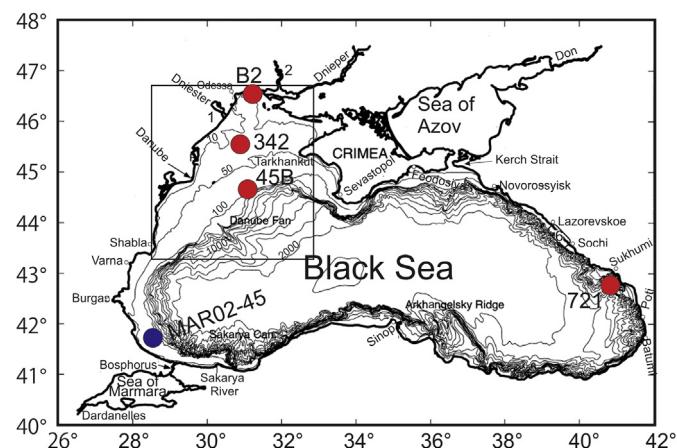 48°
47°
46°
45°
44°
43°
42°
41°
40°
26°
28°
30°
32°
34°
36°
38°
40°
42°
B2
2
Odessa
Dnieper
Don
Dniester
1
Sea of
Azov
10
342
Danube
CRIMEA
Tarkhankut
Kerch Strait
50
45B
Sevastopol
Feodosiya
Novorossyisk
100
Danube Fan
Lazorevskoe
Shabla
1000
2000
Sochi
Varna
Sukhumi
Black Sea
721
Poti
Burgas
MAR02-45
Arkhangelsky Ridge
Sakarya Can.
Sinop
Batumi
Bosphorus
Sea of
Marmara
Sakarya
River
Dardanelles